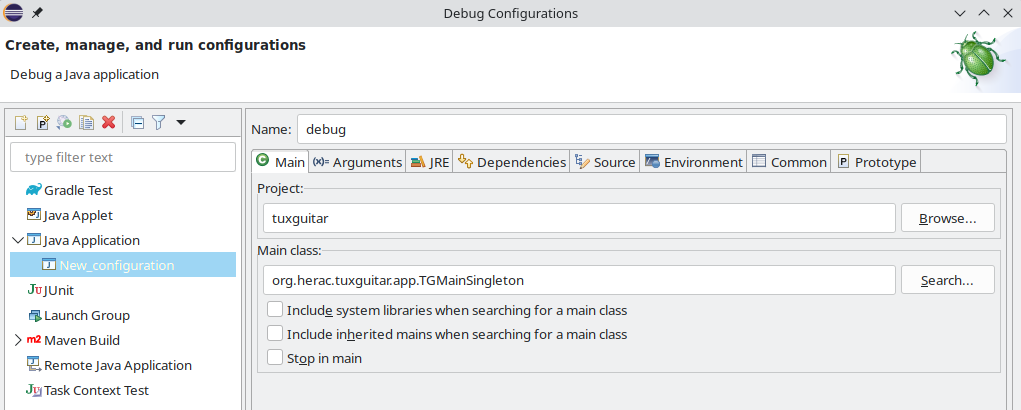 Debug Configurations
Create, manage, and run configurations
Debug a Java application
type filter text
Gradle Test
Java Applet
Java Application
New_configuration
JUnit
Launch Group
Maven Build
Remote Java Application
Task Context Test
Name: debug
Main (x)= Arguments JRE Dependencies Source Environment Common Prototype
Project:
tuxguitar Browse...
Main class:
org.herac.tuxguitar.app.TGMainSingleton Search...
Include system libraries when searching for a main class
Include inherited mains when searching for a main class
Stop in main